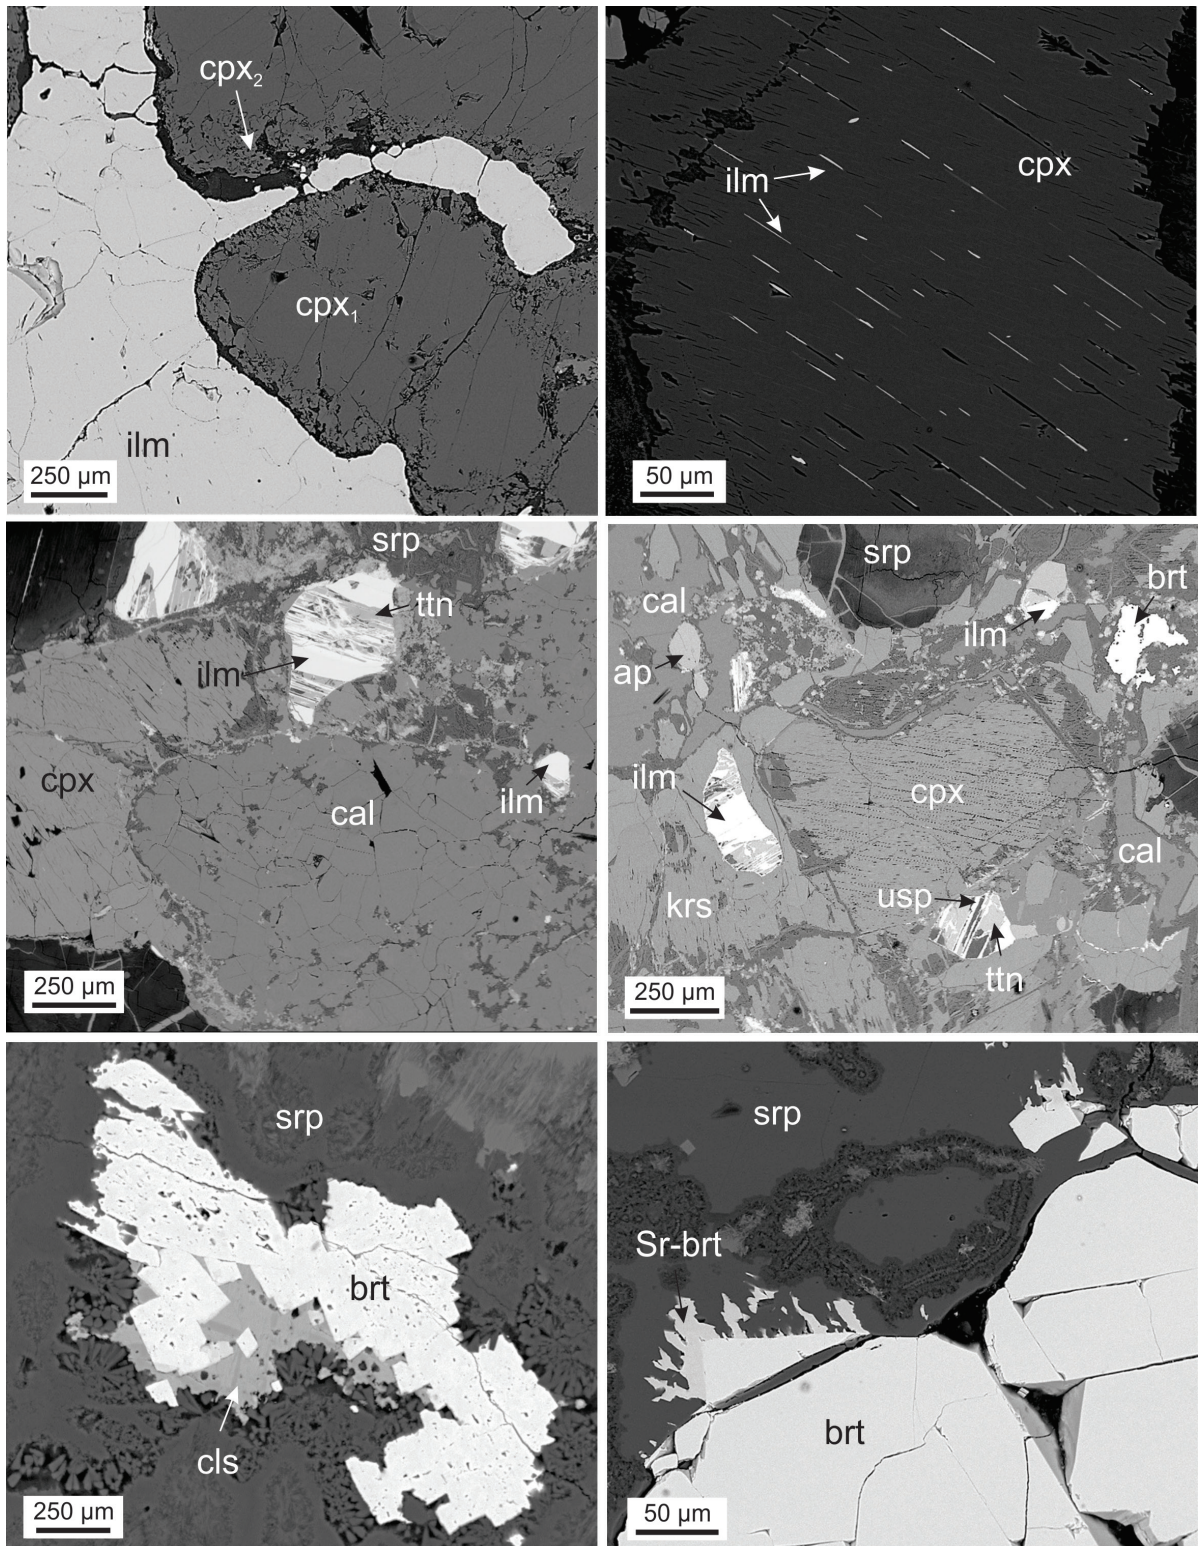 cpx₂
cpx₁
ilm
250 µm
ilm
cpx
50 µm
srp
ttn
ilm
cpx
cal
ilm
250 µm
srp
cal
brt
ilm
ap
ilm
cpx
cal
krs
usp
ttn
250 µm
srp
brt
cls
250 µm
srp
Sr-brt
brt
50 µm